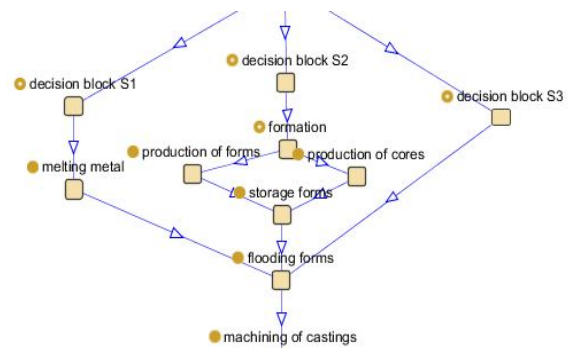 decision block S2
decision block S1
decision block S3
formation
production of forms
production of cores
melting metal
storage forms
flooding forms
machining of castings